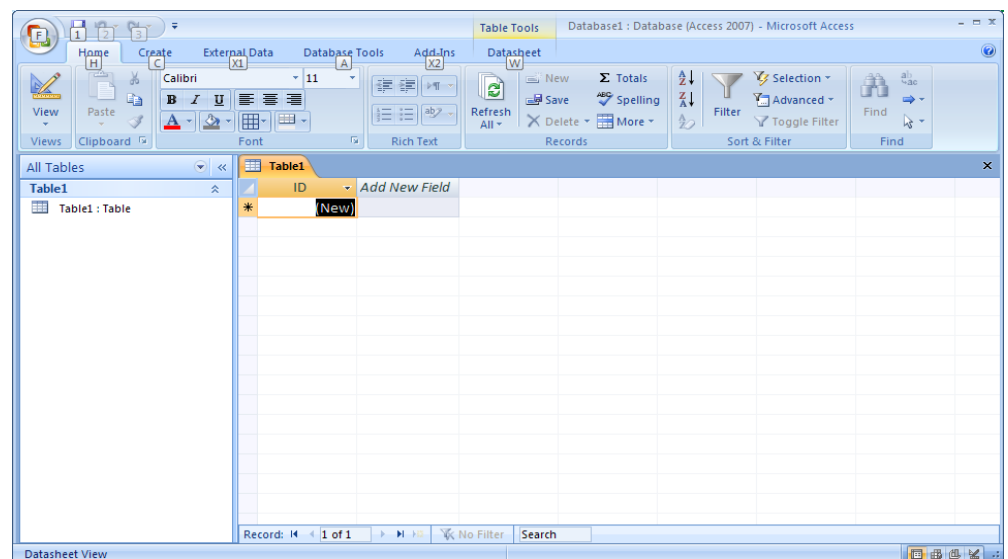 Table Tools Database1 : Database (Access 2007) - Microsoft Access
F 1 2 3
Home Create External Data Database Tools Add-Ins Datasheet
H C X1 A X2 W
View Paste Calibri 11 B I U A Refresh All New Save Delete Σ Totals ABC Spelling More A Z Z A Filter Selection Advanced Toggle Filter Find ab ac
Views Clipboard Font Rich Text Records Sort & Filter Find
All Tables Table1
Table1 ID Add New Field
Table1 : Table (New)
Record: 1 of 1 No Filter Search
Datasheet View